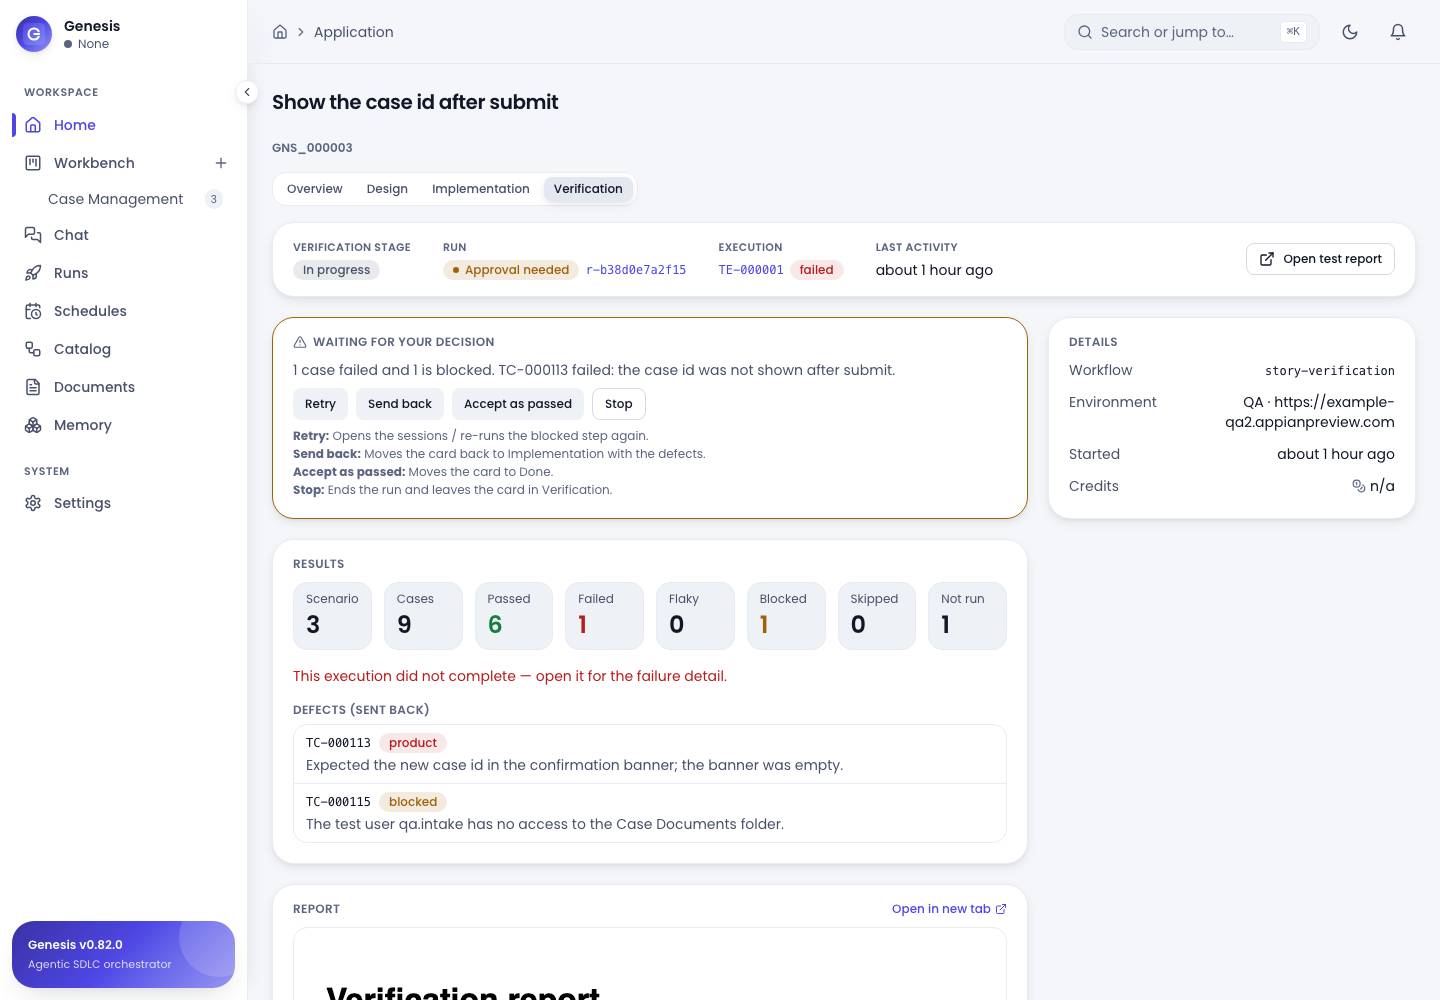 Genesis
None
WORKSPACE
Home
Workbench
Case Management 3
Chat
Runs
Schedules
Catalog
Documents
Memory
SYSTEM
Settings
Genesis v0.82.0
Agentic SDLC orchestrator
Application
Search or jump to… ⌘K
Show the case id after submit
GNS_000003
Overview Design Implementation Verification
VERIFICATION STAGE RUN EXECUTION LAST ACTIVITY
In progress Approval needed r-b38d0e7a2f15 TE-000001 failed about 1 hour ago
Open test report
WAITING FOR YOUR DECISION
1 case failed and 1 is blocked. TC-000113 failed: the case id was not shown after submit.
Retry Send back Accept as passed Stop
Retry: Opens the sessions / re-runs the blocked step again.
Send back: Moves the card back to Implementation with the defects.
Accept as passed: Moves the card to Done.
Stop: Ends the run and leaves the card in Verification.
DETAILS
Workflow story-verification
Environment QA · https://example-
qa2.appianpreview.com
Started about 1 hour ago
Credits n/a
RESULTS
Scenario Cases Passed Failed Flaky Blocked Skipped Not run
3 9 6 1 0 1 0 1
This execution did not complete — open it for the failure detail.
DEFECTS (SENT BACK)
TC-000113 product
Expected the new case id in the confirmation banner; the banner was empty.
TC-000115 blocked
The test user qa.intake has no access to the Case Documents folder.
REPORT Open in new tab
Verification report